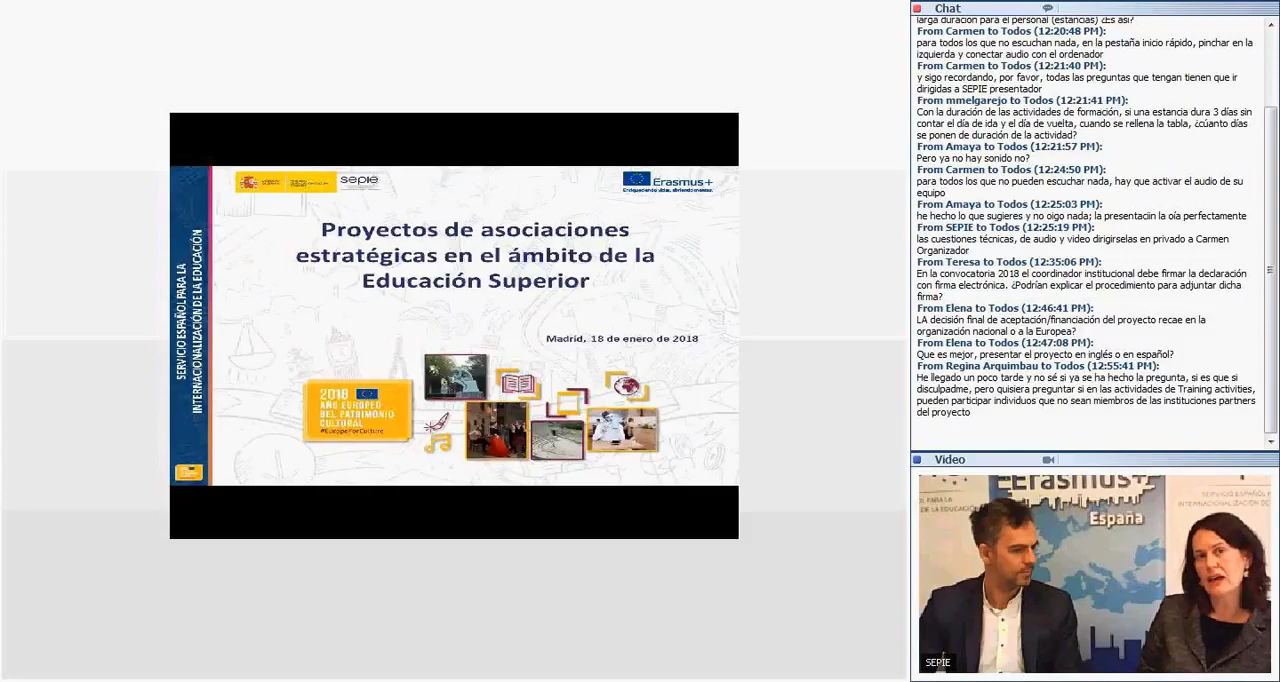 Proyectos de asociaciones
estratégicas en el ámbito de la
Educación Superior
Madrid, 18 de enero de 2018
SERVICIO ESPAÑOL PARA LA
INTERNACIONALIZACIÓN DE LA EDUCACIÓN
sepie
Erasmus+
2018
AÑO EUROPEO
DEL PATRIMONIO
CULTURAL
#EuropeForCulture
Chat
larga duración para el personal (estancias) ¿Es así?
From Carmen to Todos (12:20:48 PM):
para todos los que no escuchan nada, en la pestaña inicio rápido, pinchar en la
izquierda y conectar audio con el ordenador
From Carmen to Todos (12:21:40 PM):
y sigo recordando, por favor, todas las preguntas que tengan tienen que ir
dirigidas a SEPIE presentador
From mmelgarejo to Todos (12:21:41 PM):
Con la duración de las actividades de formación, si una estancia dura 3 días sin
contar el día de ida y el día de vuelta, cuando se rellena la tabla, ¿cúanto días
se ponen de duración de la actividad?
From Amaya to Todos (12:21:57 PM):
Pero ya no hay sonido no?
From Carmen to Todos (12:24:50 PM):
para todos los que no pueden escuchar nada, hay que activar el audio de su
equipo
From Amaya to Todos (12:25:03 PM):
he hecho lo que sugieres y no oigo nada; la presentaciin la oía perfectamente
From SEPIE to Todos (12:25:19 PM):
las cuestiones técnicas, de audio y video dirigirselas en privado a Carmen
Organizador
From Teresa to Todos (12:35:06 PM):
En la convocatoria 2018 el coordinador institucional debe firmar la declaración
con firma electrónica. ¿Podrían explicar el procedimiento para adjuntar dicha
firma?
From Elena to Todos (12:46:41 PM):
LA decisión final de aceptación/financiación del proyecto recae en la
organización nacional o a la Europea?
From Elena to Todos (12:47:08 PM):
Que es mejor, presentar el proyecto en inglés o en español?
From Regina Arquimbau to Todos (12:55:41 PM):
He llegado un poco tarde y no sé si ya se ha hecho la pregunta, si es que si
disculpadme, pero quisiera preguntar si en las actividades de Training activities,
pueden participar individuos que no sean miembros de las instituciones partners
del proyecto
Video
Erasmus+
España
SEPIE